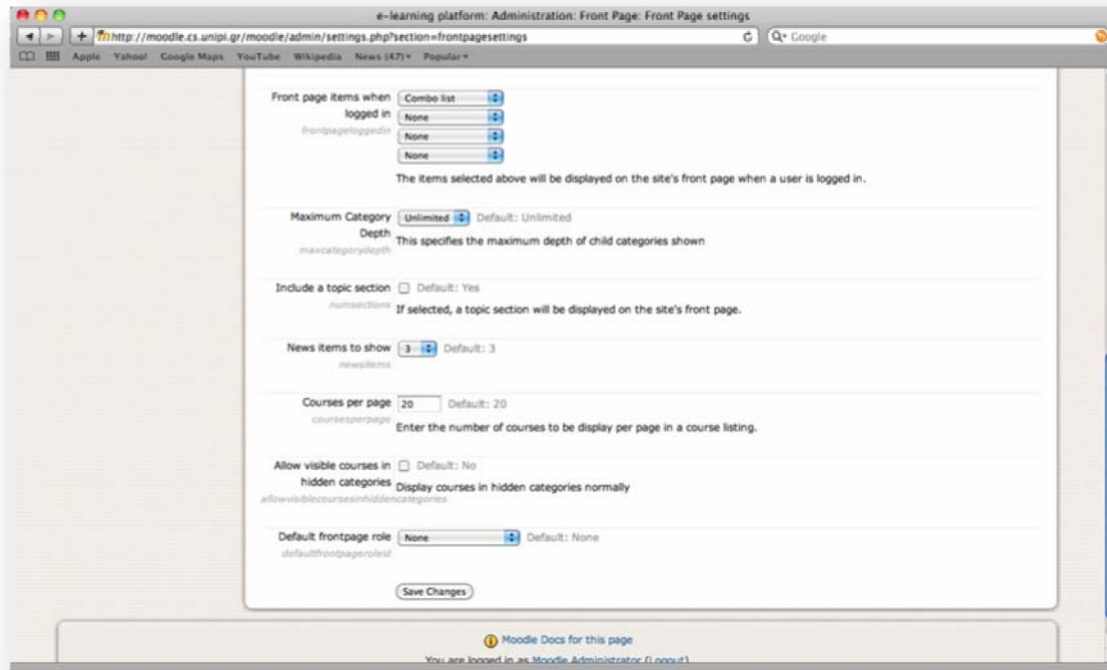 e-learning platform: Administration: Front Page: Front Page settings
http://moodle.cs.unipi.gr/moodle/admin/settings.php?section=frontpagesettings
Google
Apple Yahoo! Google Maps YouTube Wikipedia News (47) Popular
Front page items when logged in
frontpageloggedin
Combo list
None
None
None
The items selected above will be displayed on the site's front page when a user is logged in.
Maximum Category Depth
maxcategorydepth
Unlimited Default: Unlimited
This specifies the maximum depth of child categories shown
Include a topic section Default: Yes
numsections
If selected, a topic section will be displayed on the site's front page.
News items to show 3 Default: 3
newsitems
Courses per page 20 Default: 20
coursesperpage
Enter the number of courses to be display per page in a course listing.
Allow visible courses in hidden categories Default: No
allowvisiblecoursesinhiddencategories
Display courses in hidden categories normally
Default frontpage role None Default: None
defaultfrontpageroleid
Save Changes
Moodle Docs for this page
You are logged in as Moodle Administrator (Logout)